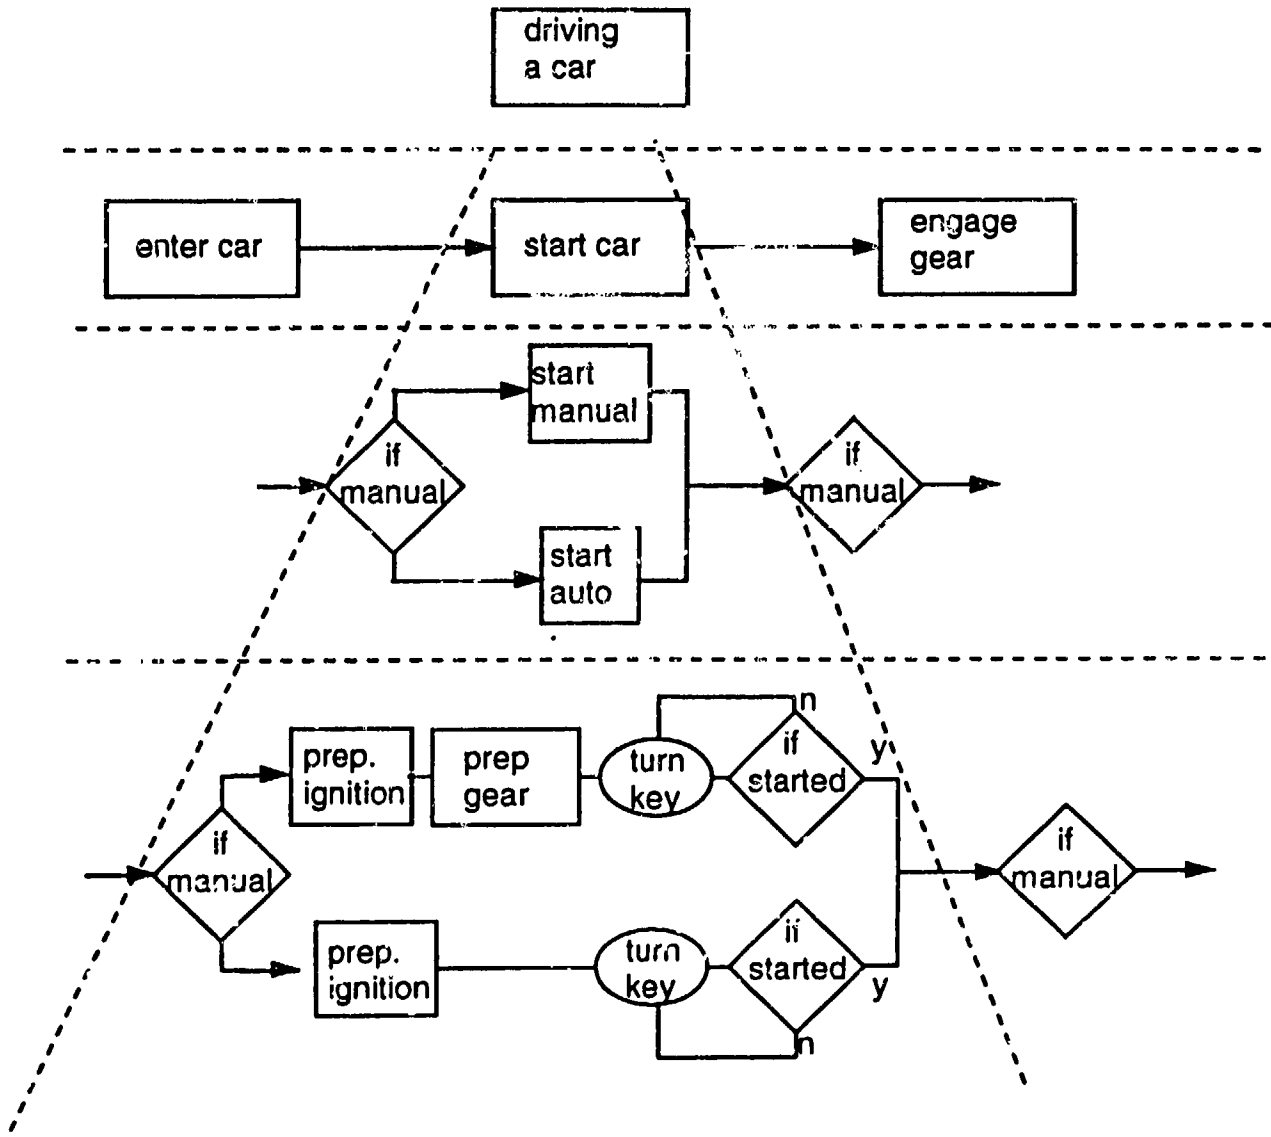 driving
a car
enter car
start car
engage
gear
start
manual
if
manual
if
manual
start
auto
n
prep.
ignition
prep
gear
turn
key
if
started
y
if
manual
if
manual
prep.
ignition
turn
key
if
started
y
n